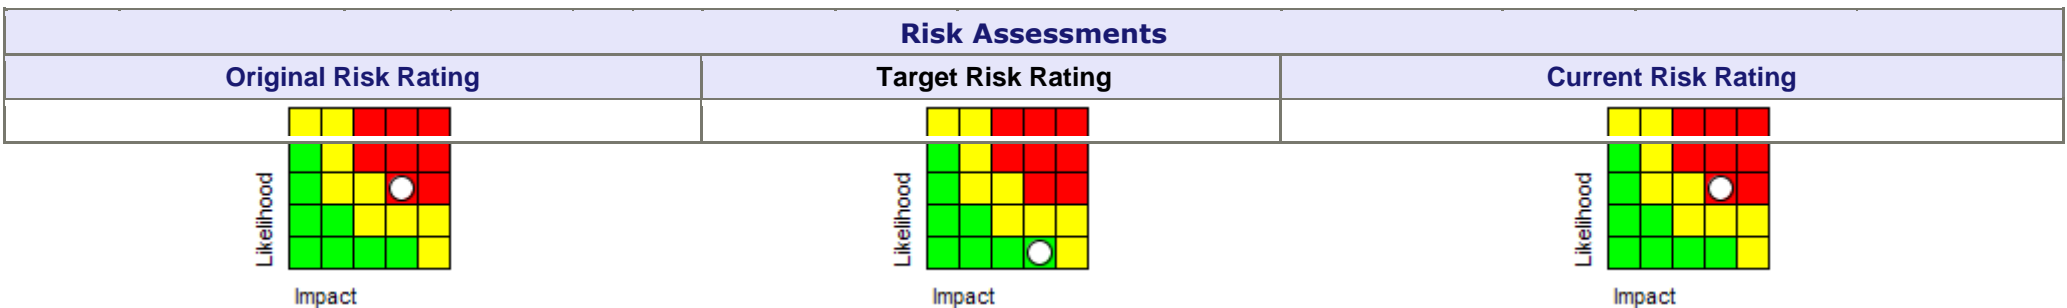 Risk Assessments
Original Risk Rating
Target Risk Rating
Current Risk Rating
Likelihood
Impact
Likelihood
Impact
Likelihood
Impact